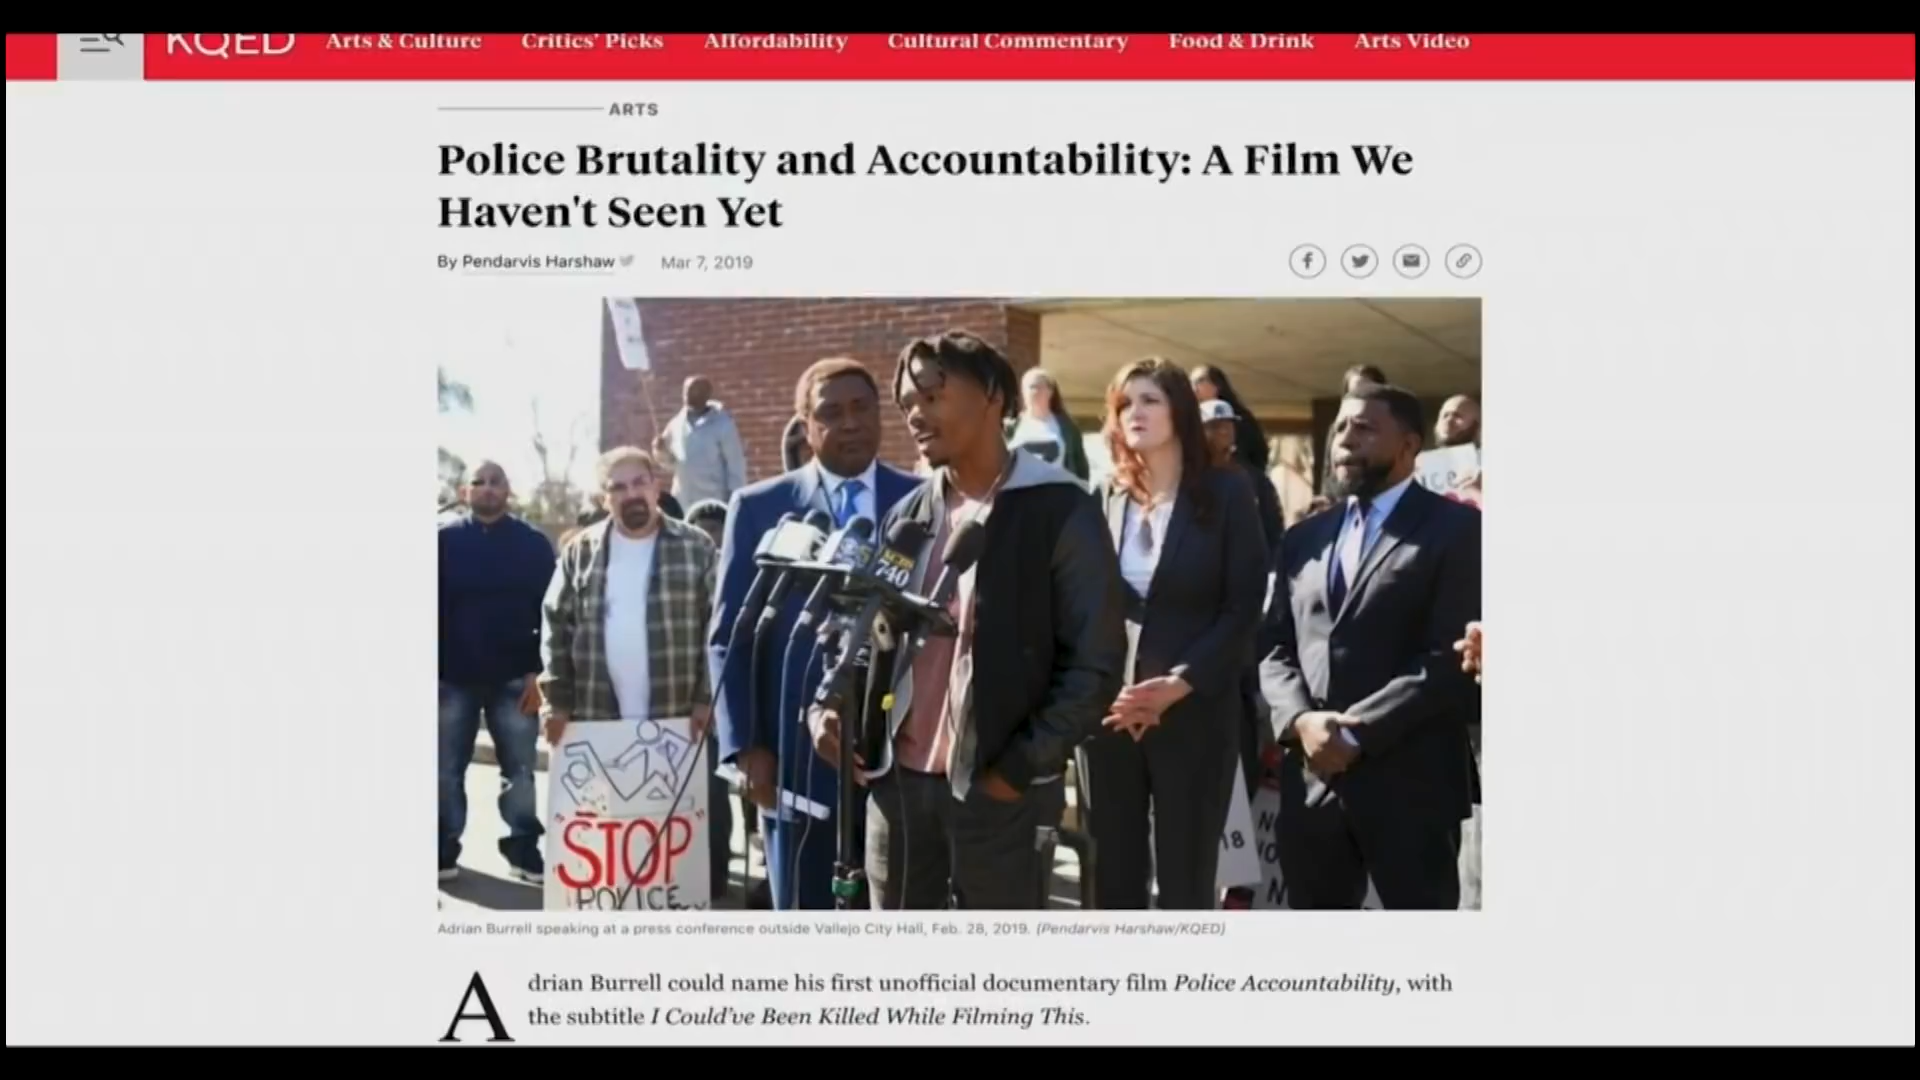 KQED Arts & Culture Critics' Picks Affordability Cultural Commentary Food & Drink Arts Video
ARTS
Police Brutality and Accountability: A Film We
Haven't Seen Yet
By Pendarvis Harshaw Mar 7, 2019
KCBS
740
"STOP"
POLICE
18
Adrian Burrell speaking at a press conference outside Vallejo City Hall, Feb. 28, 2019. (Pendarvis Harshaw/KQED)
Adrian Burrell could name his first unofficial documentary film Police Accountability, with
the subtitle I Could've Been Killed While Filming This.